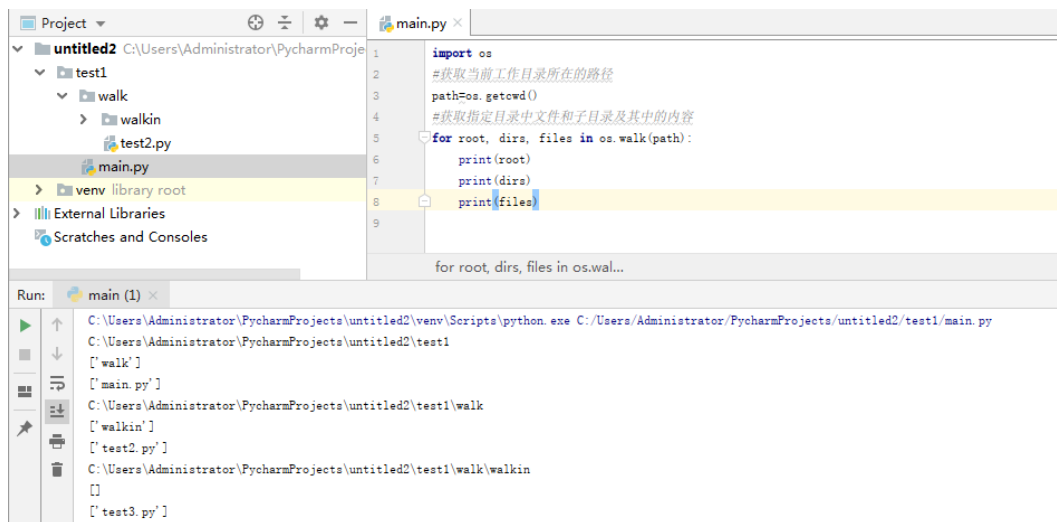 Project
main.py
untitled2 C:\Users\Administrator\PycharmProje
test1
walk
walkin
test2.py
main.py
venv library root
External Libraries
Scratches and Consoles
1 import os
2 #获取当前工作目录所在的路径
3 path=os.getcwd()
4 #获取指定目录中文件和子目录及其中的内容
5 for root, dirs, files in os.walk(path):
6 print(root)
7 print(dirs)
8 print(files)
9
for root, dirs, files in os.wal...
Run: main (1)
C:\Users\Administrator\PycharmProjects\untitled2\venv\Scripts\python.exe C:/Users/Administrator/PycharmProjects/untitled2/test1/main.py
C:\Users\Administrator\PycharmProjects\untitled2\test1
['walk']
['main.py']
C:\Users\Administrator\PycharmProjects\untitled2\test1\walk
['walkin']
['test2.py']
C:\Users\Administrator\PycharmProjects\untitled2\test1\walk\walkin
[]
['test3.py']